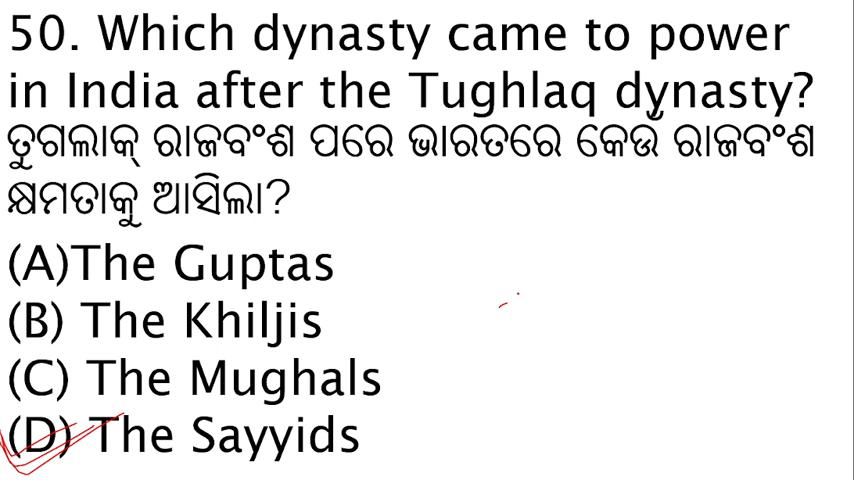 50. Which dynasty came to power
in India after the Tughlaq dynasty?
ତୁଗଲାକ୍ ରାଜବଂଶ ପରେ ଭାରତରେ କେଉଁ ରାଜବଂଶ
କ୍ଷମତାକୁ ଆସିଲା?
(A)The Guptas
(B) The Khiljis
(C) The Mughals
(D) The Sayyids